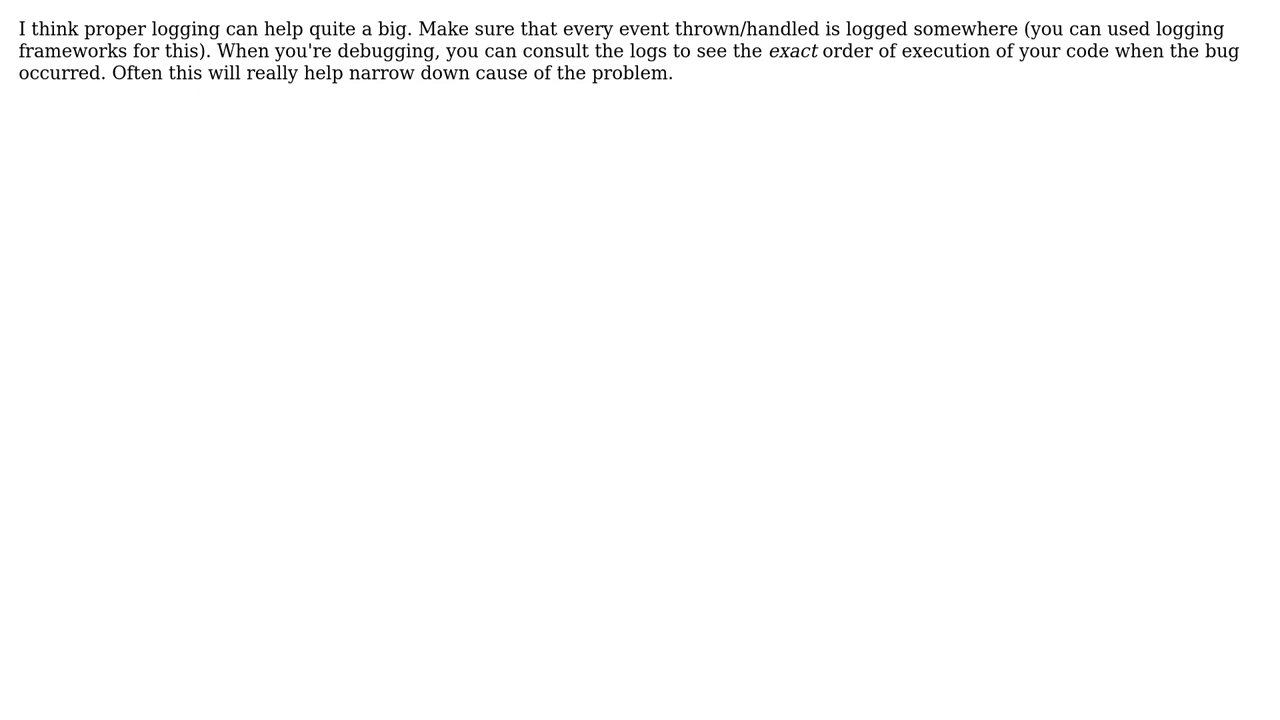 I think proper logging can help quite a big. Make sure that every event thrown/handled is logged somewhere (you can used logging
frameworks for this). When you're debugging, you can consult the logs to see the exact order of execution of your code when the bug
occurred. Often this will really help narrow down cause of the problem.